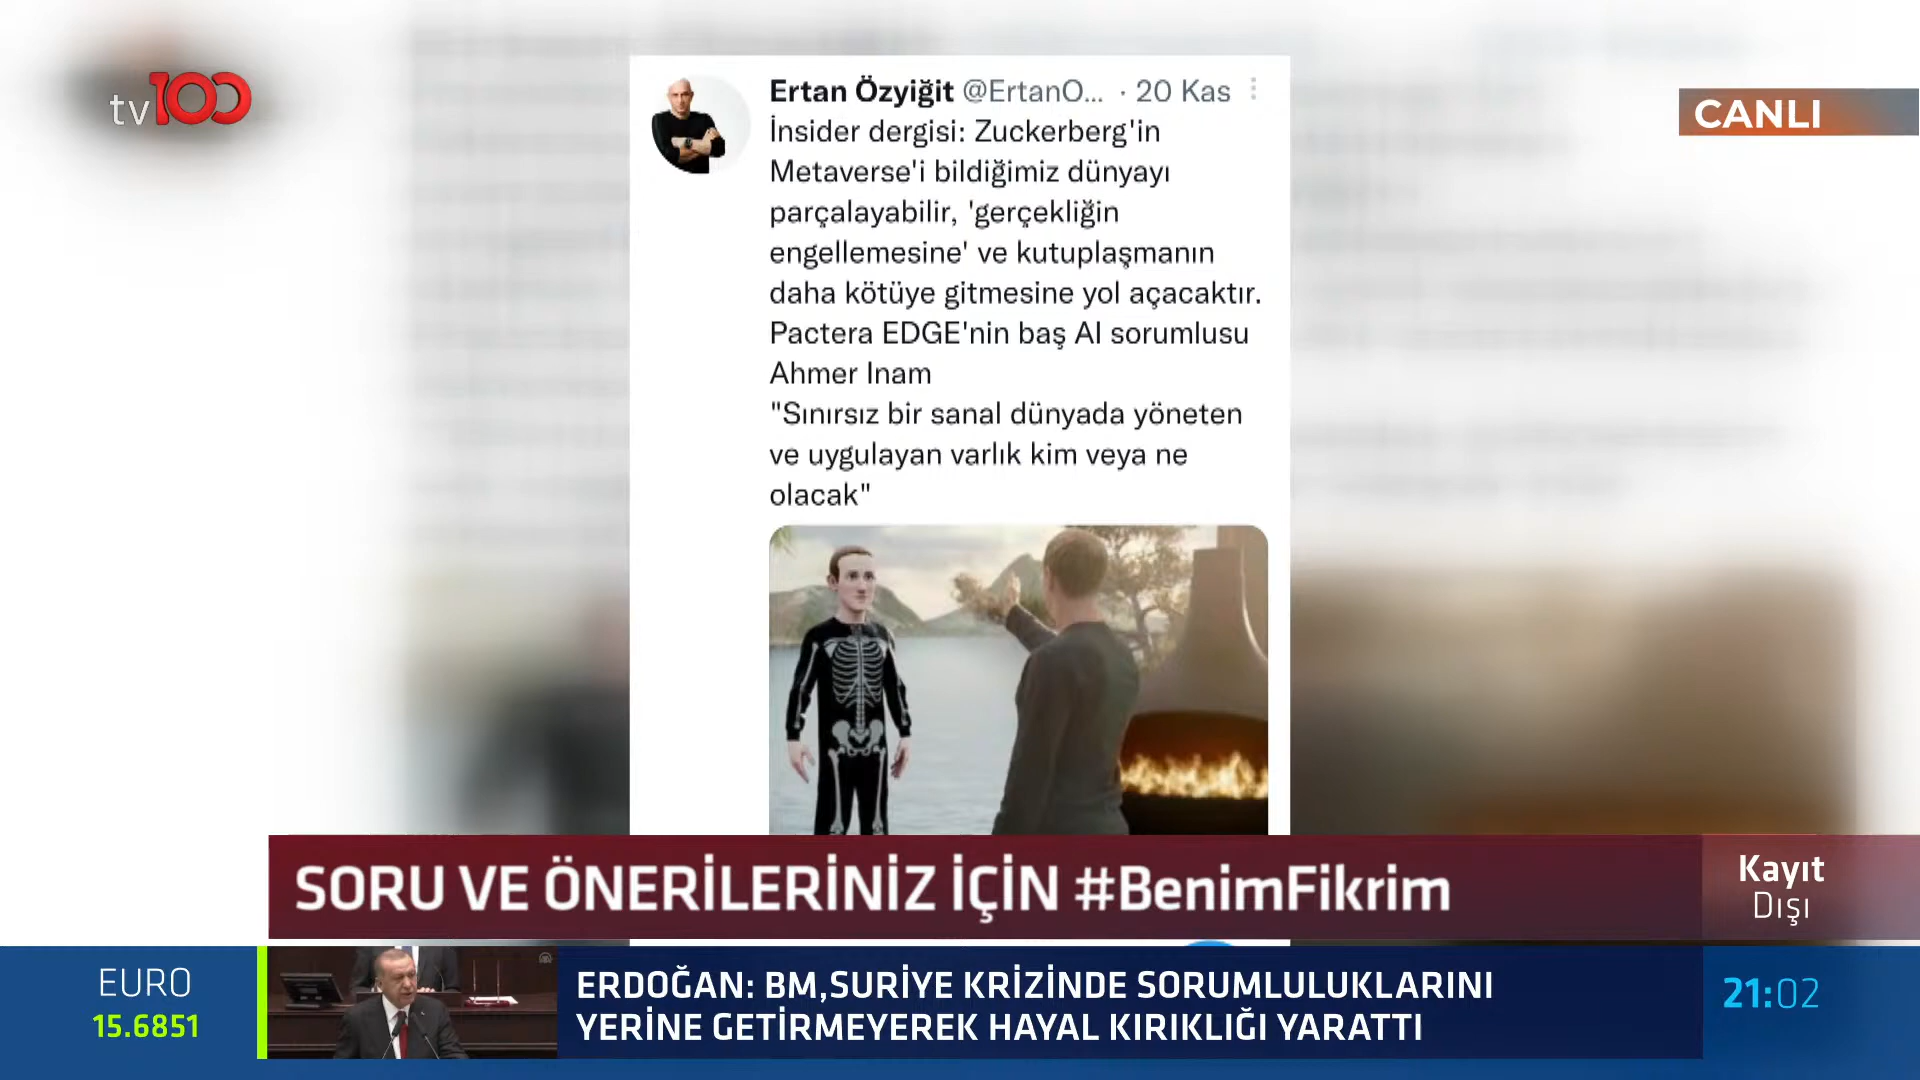 tv100
CANLI
Ertan Özyiğit @ErtanO... · 20 Kas
İnsider dergisi: Zuckerberg'in
Metaverse'i bildiğimiz dünyayı
parçalayabilir, 'gerçekliğin
engellemesine' ve kutuplaşmanın
daha kötüye gitmesine yol açacaktır.
Pactera EDGE'nin baş AI sorumlusu
Ahmer Inam
"Sınırsız bir sanal dünyada yöneten
ve uygulayan varlık kim veya ne
olacak"
SORU VE ÖNERİLERİNİZ İÇİN #BenimFikrim
Kayıt
Dışı
EURO
15.6851
ERDOĞAN: BM,SURİYE KRİZİNDE SORUMLULUKLARINI
YERİNE GETİRMEYEREK HAYAL KIRIKLIĞI YARATTI
21:02